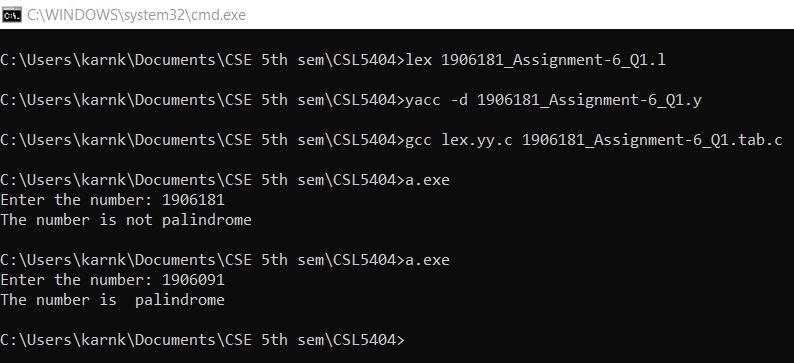 C:\WINDOWS\system32\cmd.exe
C:\Users\karnk\Documents\CSE 5th sem\CSL5404>lex 1906181_Assignment-6_Q1.l
C:\Users\karnk\Documents\CSE 5th sem\CSL5404>yacc -d 1906181_Assignment-6_Q1.y
C:\Users\karnk\Documents\CSE 5th sem\CSL5404>gcc lex.yy.c 1906181_Assignment-6_Q1.tab.c
C:\Users\karnk\Documents\CSE 5th sem\CSL5404>a.exe
Enter the number: 1906181
The number is not palindrome
C:\Users\karnk\Documents\CSE 5th sem\CSL5404>a.exe
Enter the number: 1906091
The number is  palindrome
C:\Users\karnk\Documents\CSE 5th sem\CSL5404>